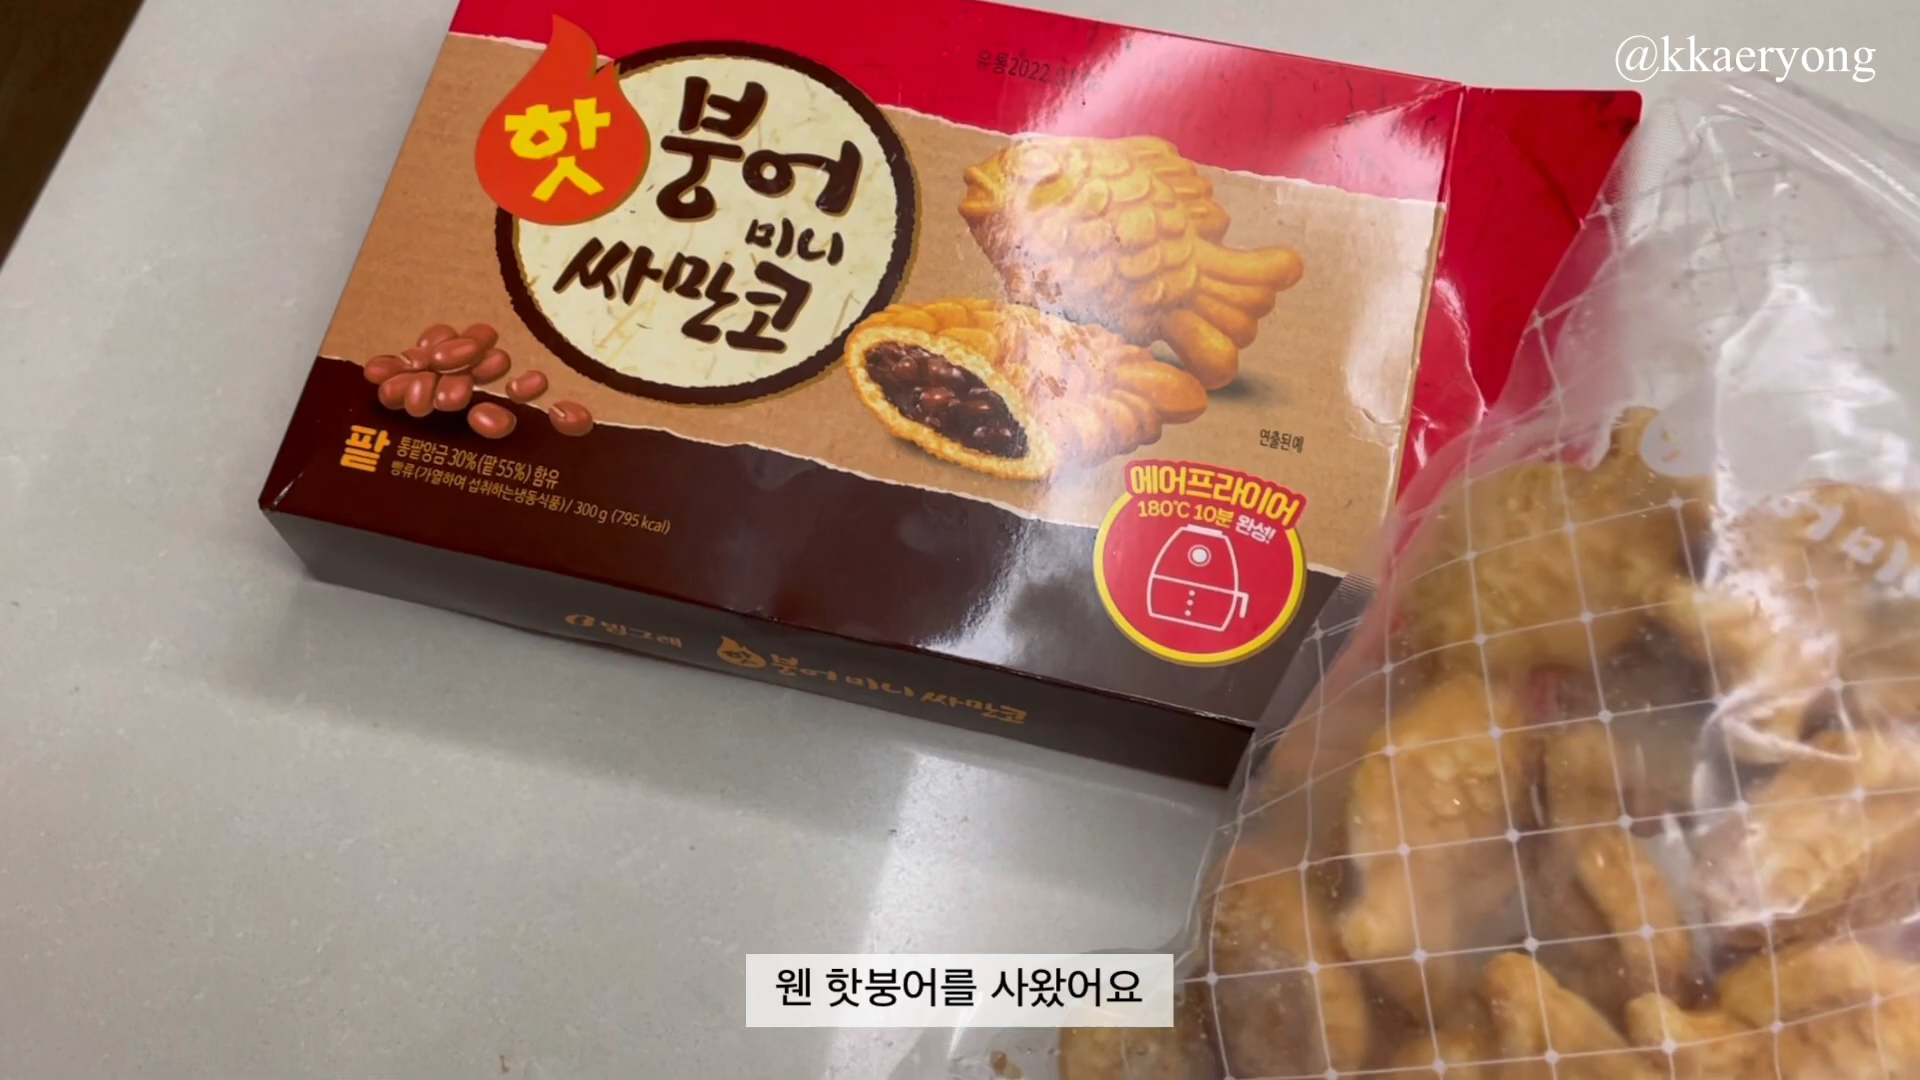 @kkaeryong
유통2022
핫
붕어
미니
싸만코
연출된 예
팥
통팥앙금 30% (팥 55%) 함유
빵류(가열하여 섭취하는냉동식품)/ 300 g (795 kcal)
에어프라이어
180℃ 10분 완성!
빙그레 핫 붕어 미니 싸만코
어 미니
웬 핫붕어를 사왔어요